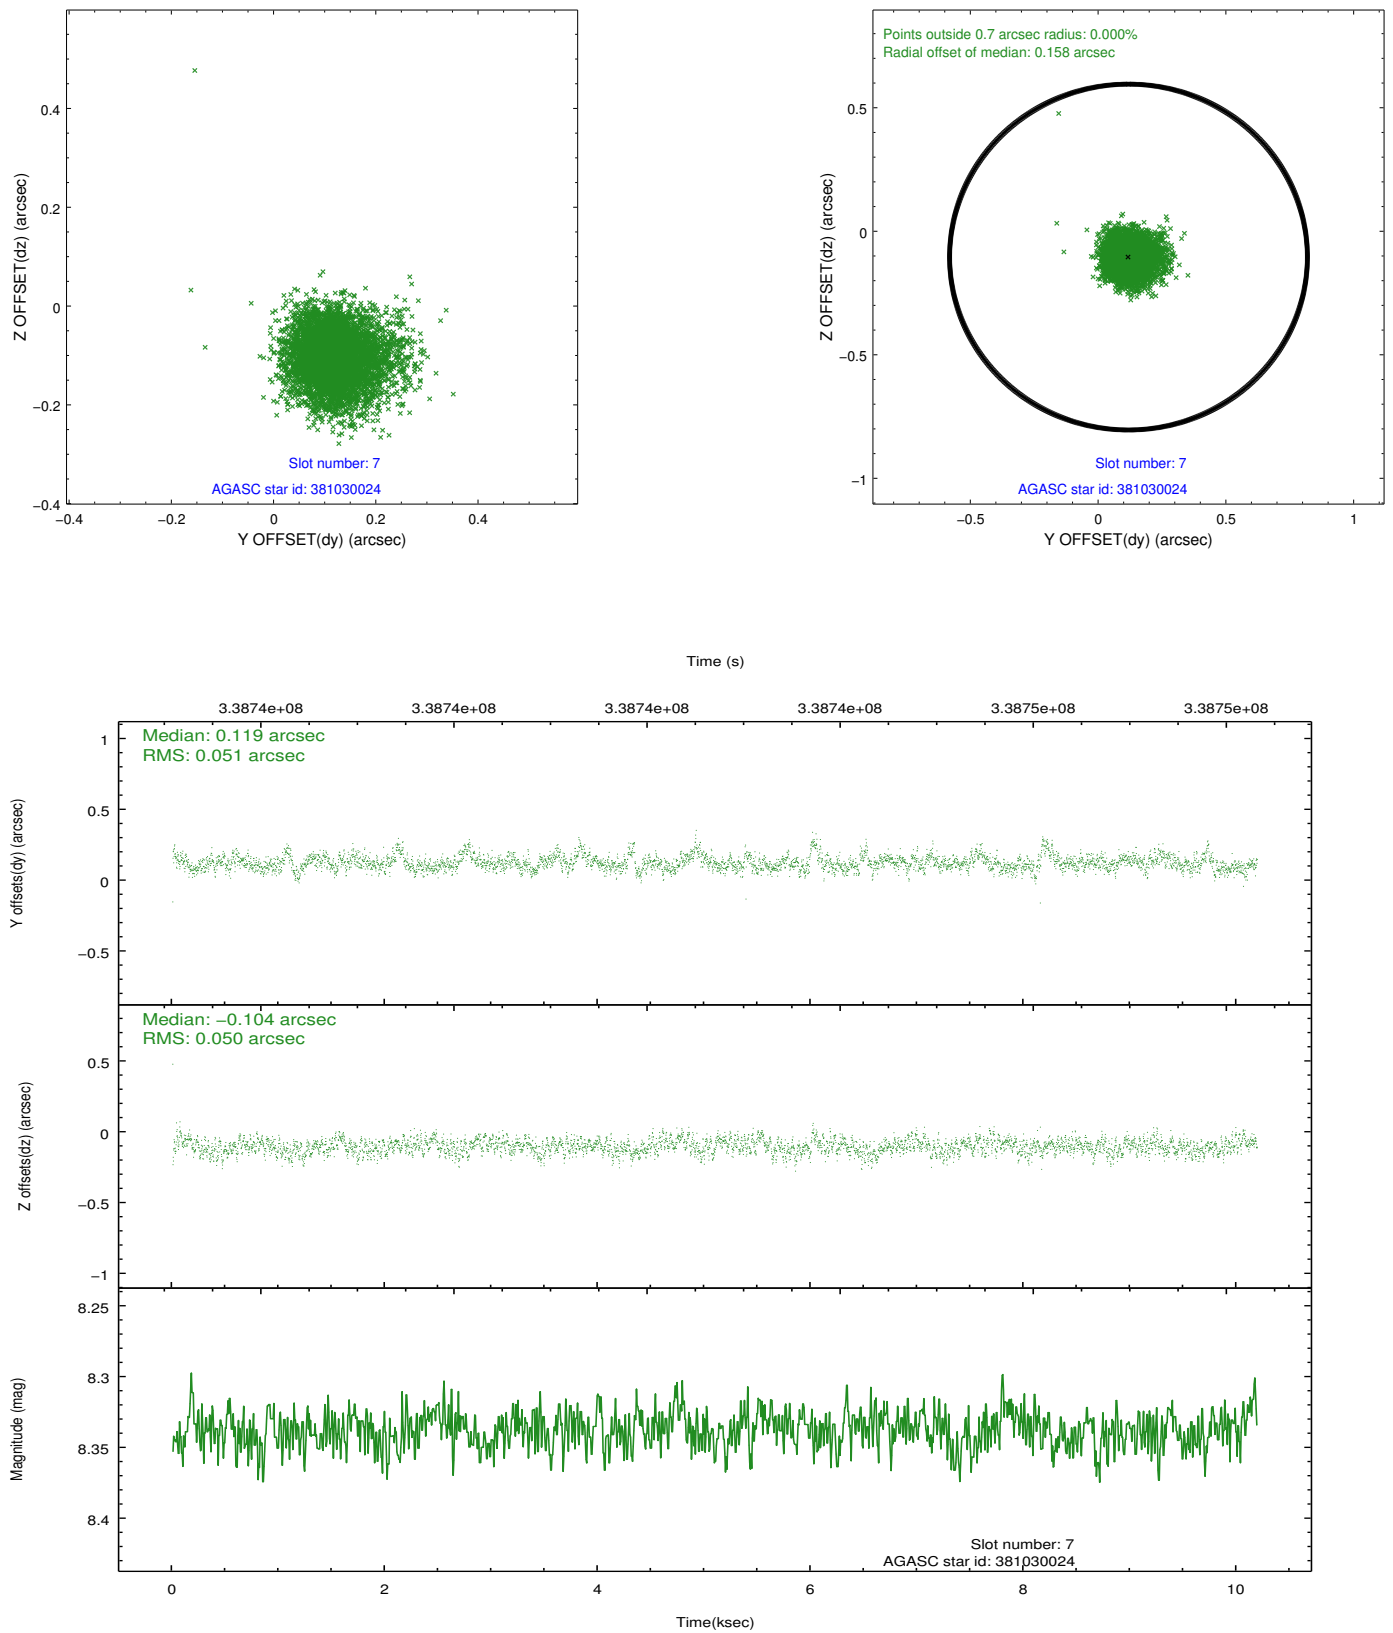 0.4
0.2
0
−0.2
−0.4
−0.4
−0.2
0
0.2
0.4
Z OFFSET(dz) (arcsec)
Y OFFSET(dy) (arcsec)
Slot number: 7
AGASC star id: 381030024
Points outside 0.7 arcsec radius: 0.000%
Radial offset of median: 0.158 arcsec
0.5
0
−0.5
−1
−0.5
0
0.5
1
Z OFFSET(dz) (arcsec)
Y OFFSET(dy) (arcsec)
Slot number: 7
AGASC star id: 381030024
Time (s)
3.3874e+08
3.3874e+08
3.3874e+08
3.3874e+08
3.3875e+08
3.3875e+08
Median: 0.119 arcsec
RMS: 0.051 arcsec
1
0.5
0
−0.5
Y offsets(dy) (arcsec)
Median: −0.104 arcsec
RMS: 0.050 arcsec
0.5
0
−0.5
−1
Z offsets(dz) (arcsec)
8.25
8.3
8.35
8.4
Magnitude (mag)
Slot number: 7
AGASC star id: 381030024
0
2
4
6
8
10
Time(ksec)